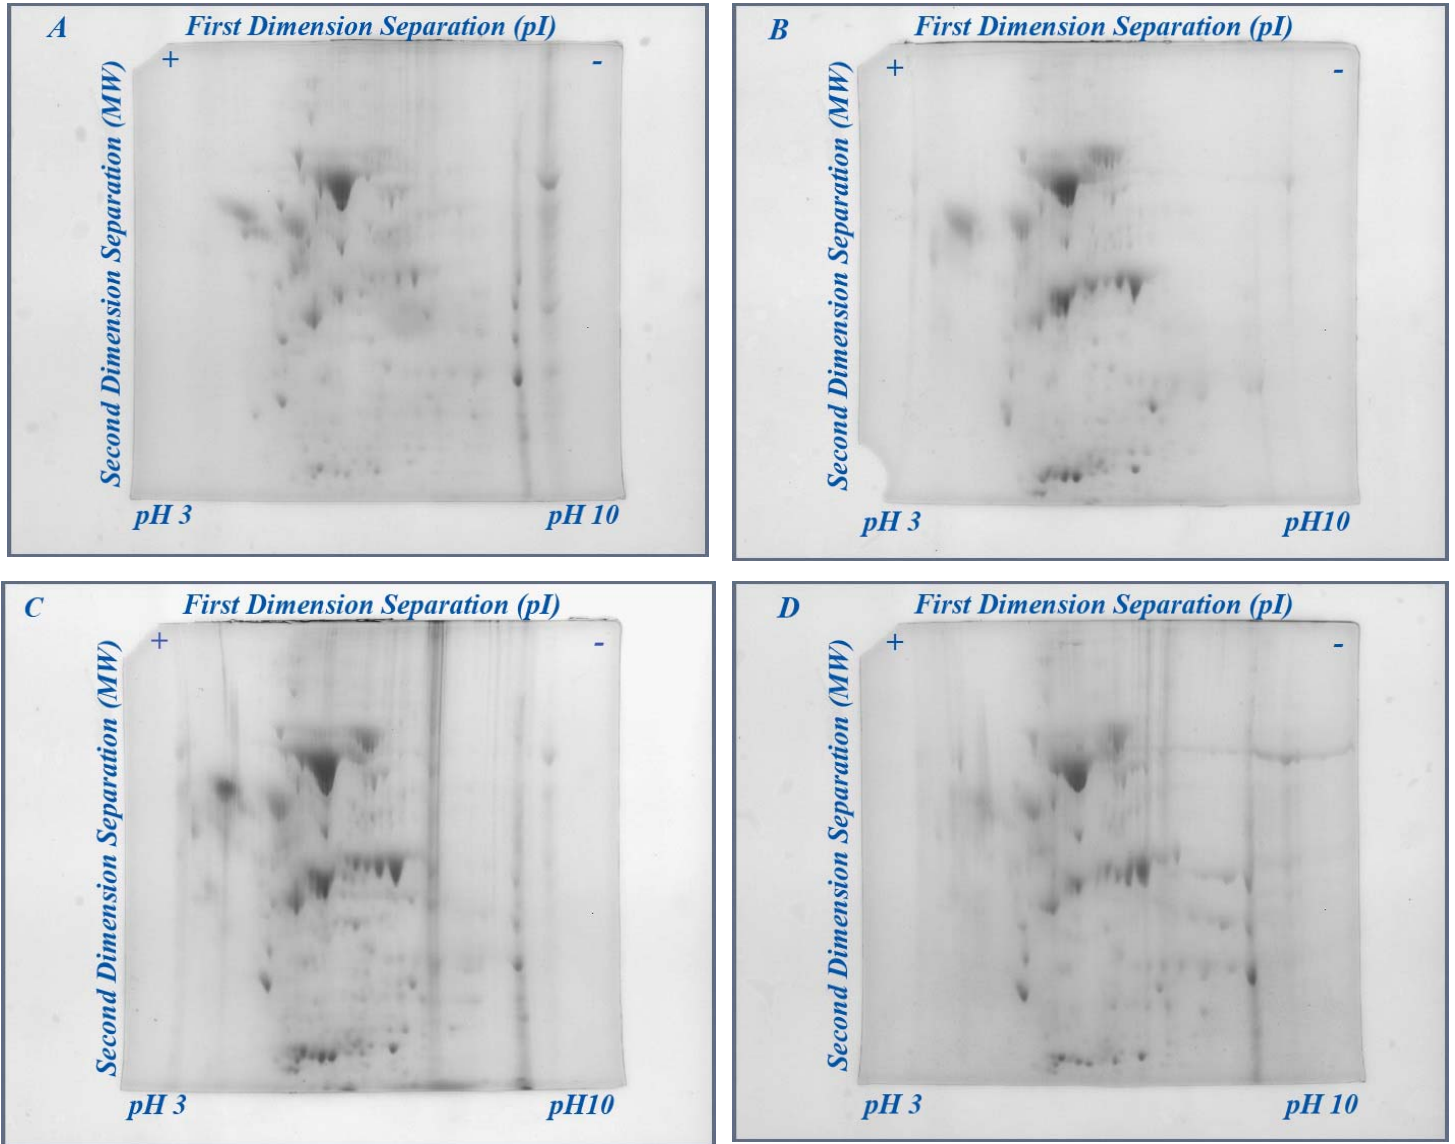 A
First Dimension Separation (pI)
+
-
Second Dimension Separation (MW)
pH 3
pH 10
B
First Dimension Separation (pI)
+
-
Second Dimension Separation (MW)
pH 3
pH10
C
First Dimension Separation (pI)
+
-
Second Dimension Separation (MW)
pH 3
pH10
D
First Dimension Separation (pI)
+
-
Second Dimension Separation (MW)
pH 3
pH 10